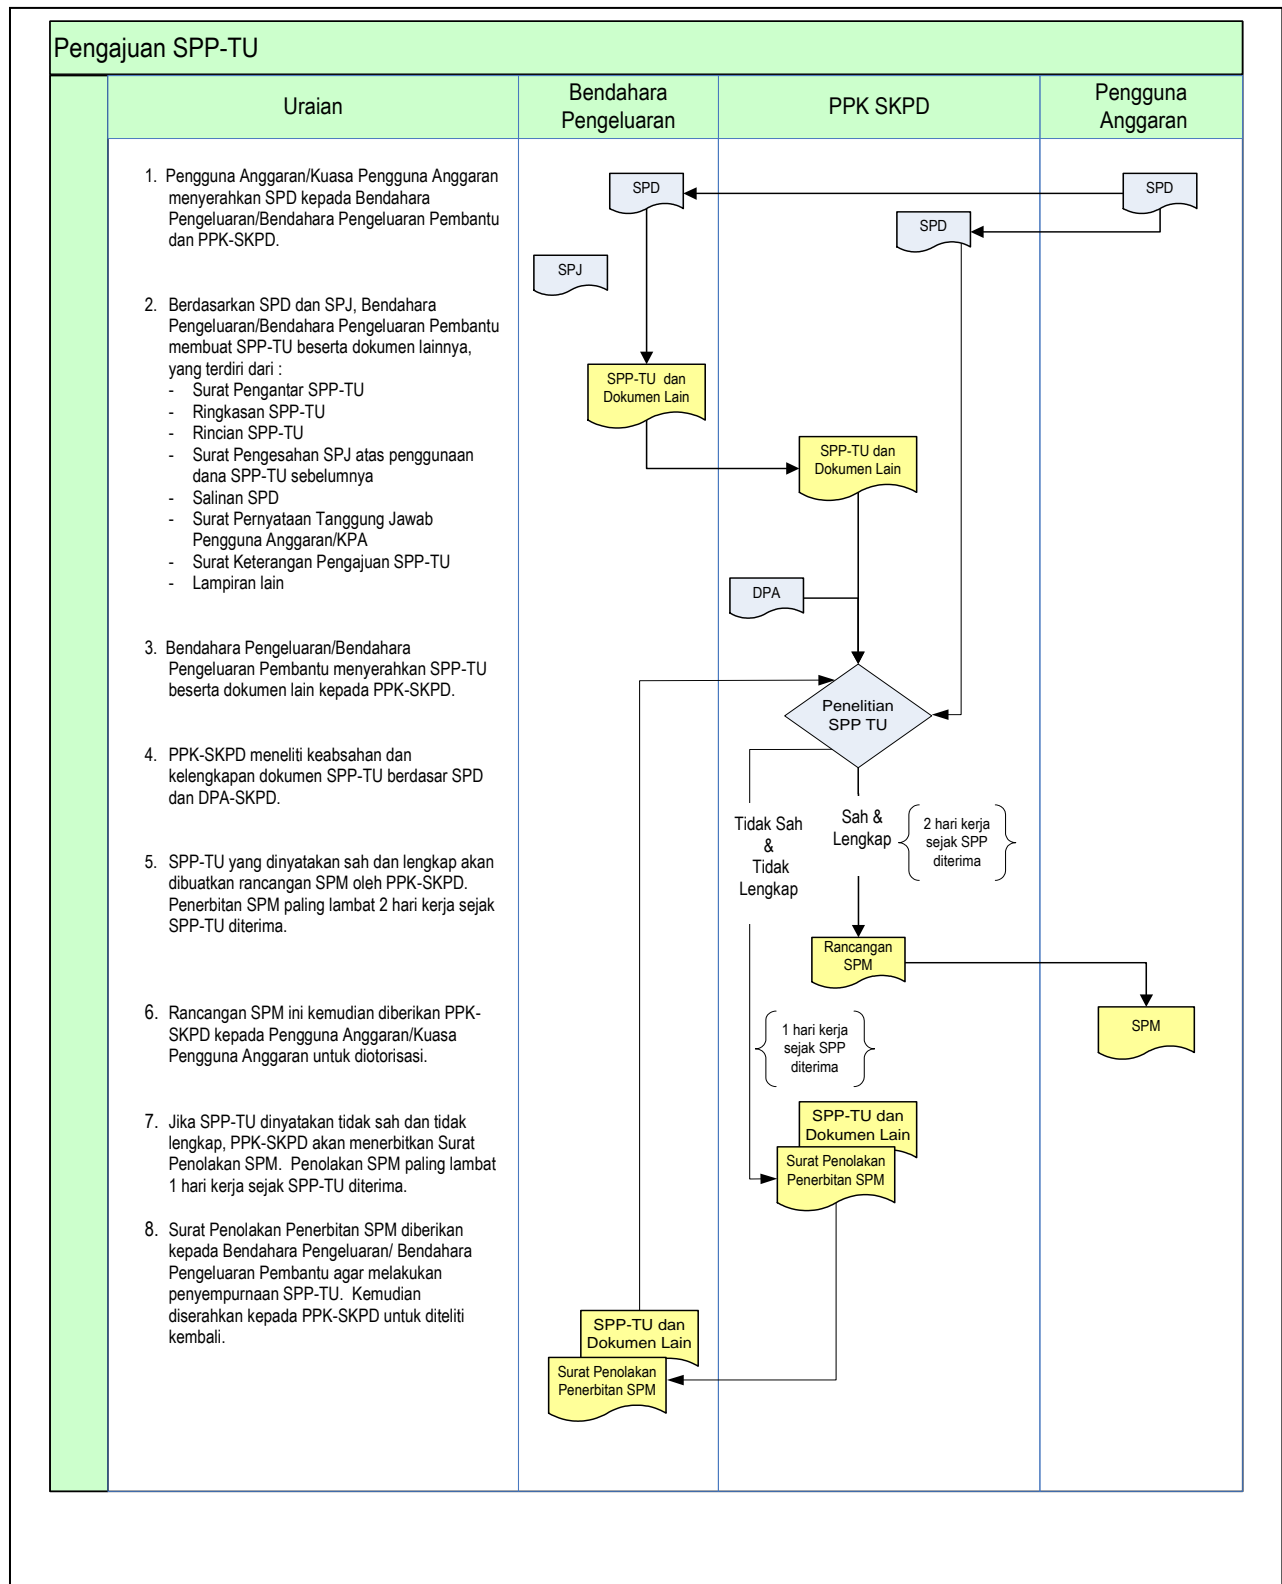 Pengajuan SPP-TU
Uraian
Bendahara
Pengeluaran
PPK SKPD
Pengguna
Anggaran
1. Pengguna Anggaran/Kuasa Pengguna Anggaran
menyerahkan SPD kepada Bendahara
Pengeluaran/Bendahara Pengeluaran Pembantu
dan PPK-SKPD.
2. Berdasarkan SPD dan SPJ, Bendahara
Pengeluaran/Bendahara Pengeluaran Pembantu
membuat SPP-TU beserta dokumen lainnya,
yang terdiri dari :
- Surat Pengantar SPP-TU
- Ringkasan SPP-TU
- Rincian SPP-TU
- Surat Pengesahan SPJ atas penggunaan
dana SPP-TU sebelumnya
- Salinan SPD
- Surat Pernyataan Tanggung Jawab
Pengguna Anggaran/KPA
- Surat Keterangan Pengajuan SPP-TU
- Lampiran lain
3. Bendahara Pengeluaran/Bendahara
Pengeluaran Pembantu menyerahkan SPP-TU
beserta dokumen lain kepada PPK-SKPD.
4. PPK-SKPD meneliti keabsahan dan
kelengkapan dokumen SPP-TU berdasar SPD
dan DPA-SKPD.
5. SPP-TU yang dinyatakan sah dan lengkap akan
dibuatkan rancangan SPM oleh PPK-SKPD.
Penerbitan SPM paling lambat 2 hari kerja sejak
SPP-TU diterima.
6. Rancangan SPM ini kemudian diberikan PPK-
SKPD kepada Pengguna Anggaran/Kuasa
Pengguna Anggaran untuk diotorisasi.
7. Jika SPP-TU dinyatakan tidak sah dan tidak
lengkap, PPK-SKPD akan menerbitkan Surat
Penolakan SPM. Penolakan SPM paling lambat
1 hari kerja sejak SPP-TU diterima.
8. Surat Penolakan Penerbitan SPM diberikan
kepada Bendahara Pengeluaran/ Bendahara
Pengeluaran Pembantu agar melakukan
penyempurnaan SPP-TU. Kemudian
diserahkan kepada PPK-SKPD untuk diteliti
kembali.
SPD
SPD
SPD
SPJ
SPP-TU dan
Dokumen Lain
SPP-TU dan
Dokumen Lain
DPA
Penelitian
SPP TU
Tidak Sah
&
Tidak
Lengkap
Sah &
Lengkap
2 hari kerja
sejak SPP
diterima
Rancangan
SPM
SPM
1 hari kerja
sejak SPP
diterima
SPP-TU dan
Dokumen Lain
Surat Penolakan
Penerbitan SPM
SPP-TU dan
Dokumen Lain
Surat Penolakan
Penerbitan SPM